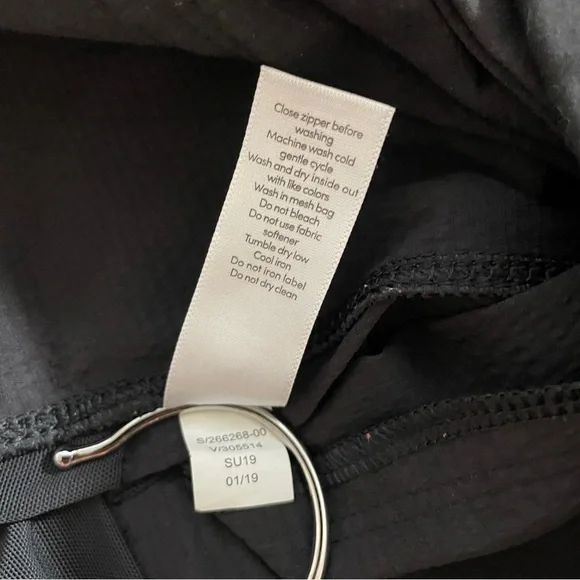 Close zipper before
washing
Machine wash cold
gentle cycle
Wash and dry inside out
with like colors
Wash in mesh bag
Do not bleach
Do not use fabric
softener
Tumble dry low
Cool iron
Do not iron label
Do not dry clean
S/266268-00
V/305514
SU19
01/19